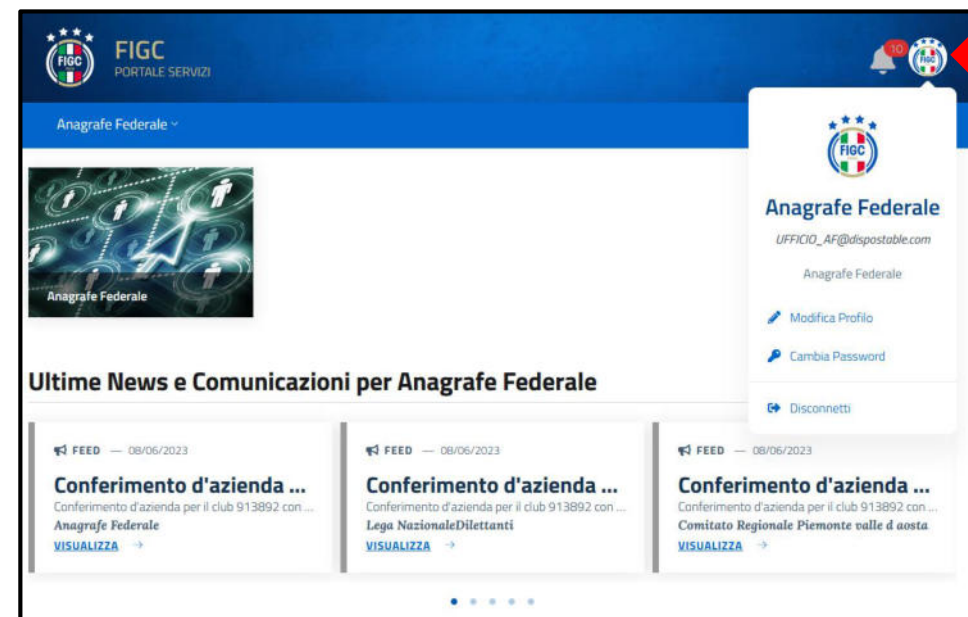 FIGC
FIGC
PORTALE SERVIZI
10
FIGC
Anagrafe Federale
FIGC
Anagrafe Federale
UFFICIO_AF@dispostable.com
Anagrafe Federale
Modifica Profilo
Cambia Password
Disconnetti
Anagrafe Federale
Ultime News e Comunicazioni per Anagrafe Federale
FEED — 08/06/2023
Conferimento d'azienda ...
Conferimento d'azienda per il club 913892 con ...
Anagrafe Federale
VISUALIZZA →
FEED — 08/06/2023
Conferimento d'azienda ...
Conferimento d'azienda per il club 913892 con ...
Lega NazionaleDilettanti
VISUALIZZA →
FEED — 08/06/2023
Conferimento d'azienda ...
Conferimento d'azienda per il club 913892 con ...
Comitato Regionale Piemonte valle d aosta
VISUALIZZA →